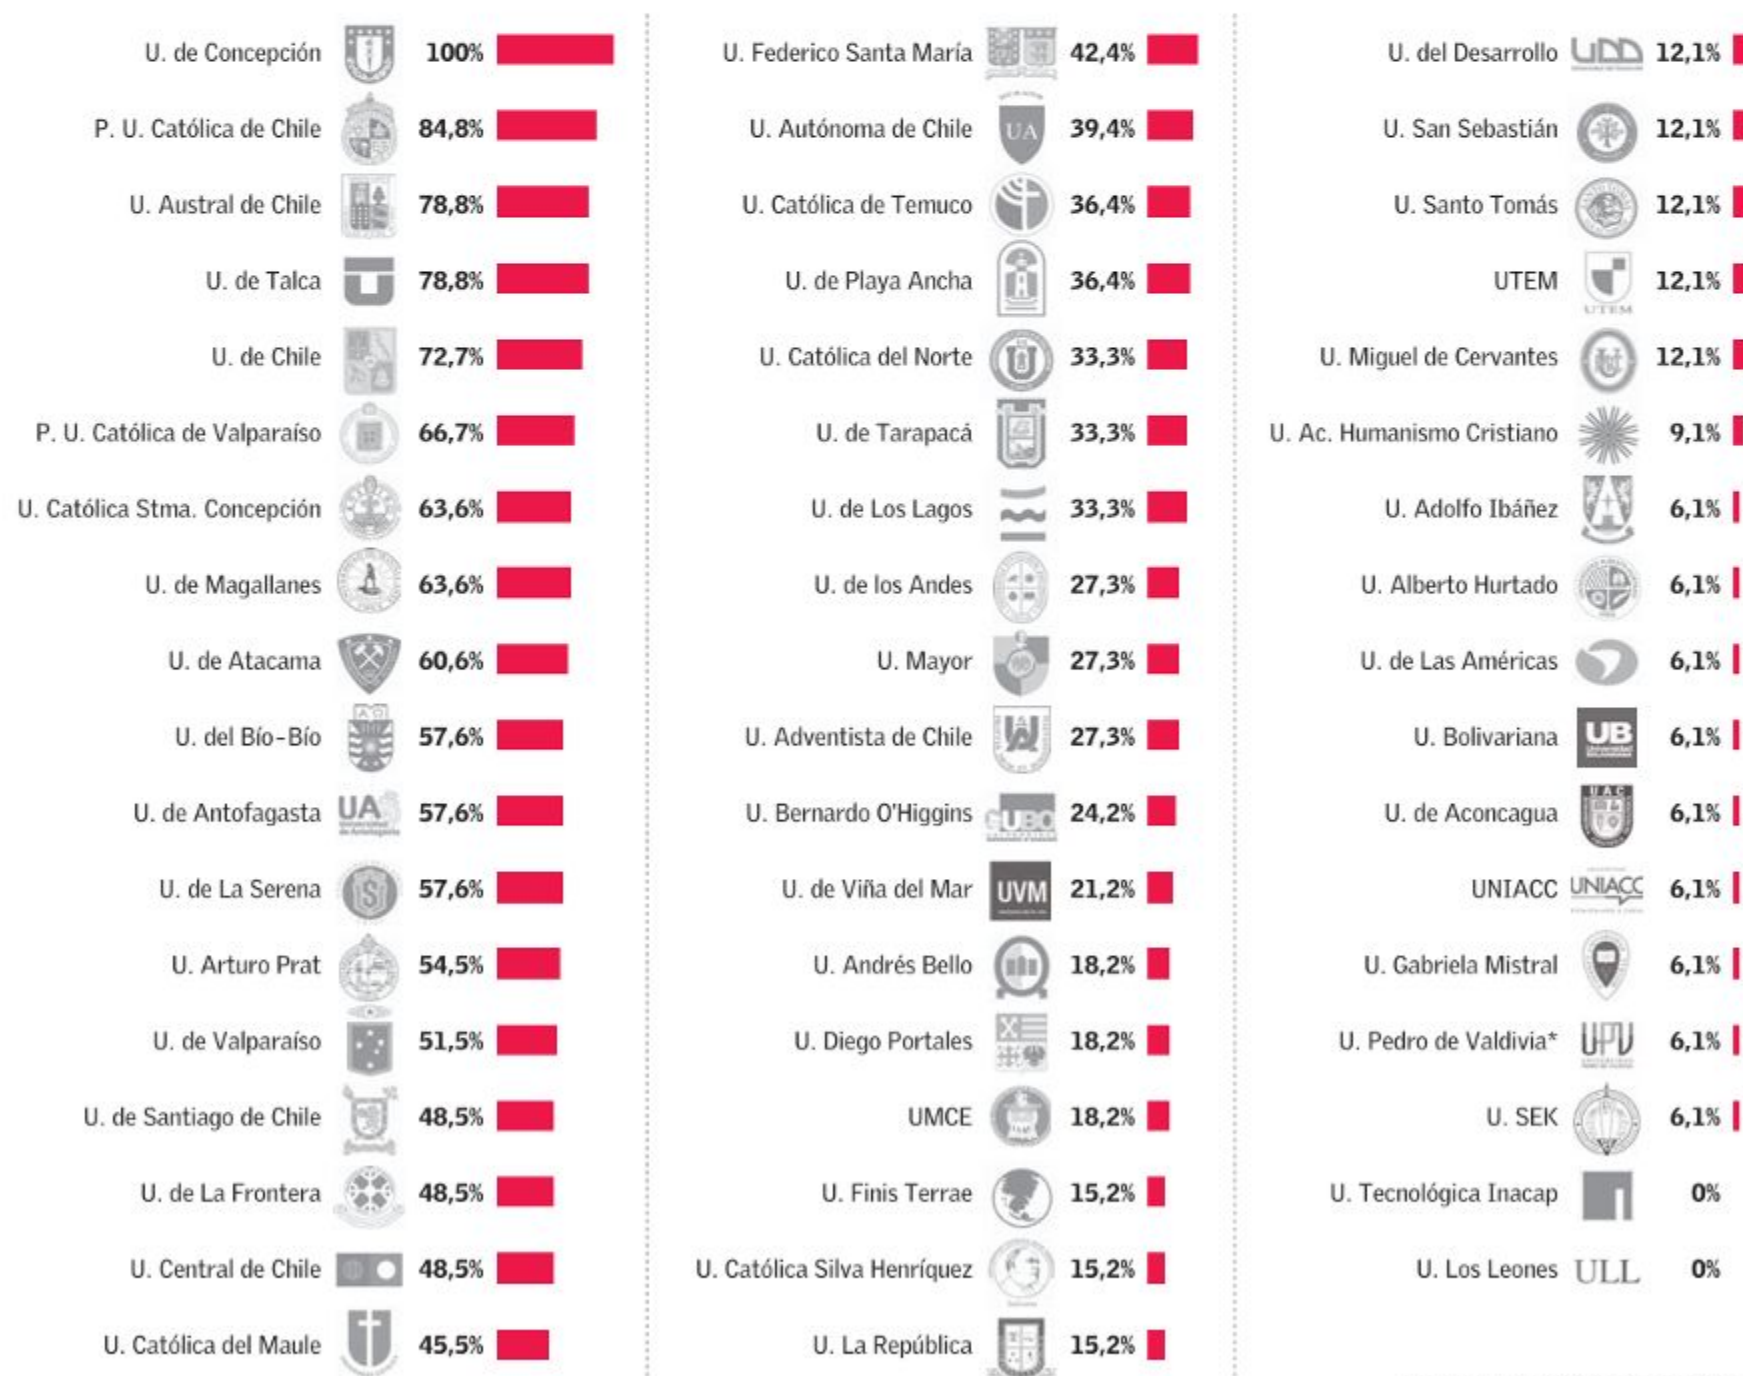 U. de Concepción 100%
P. U. Católica de Chile 84,8%
U. Austral de Chile 78,8%
U. de Talca 78,8%
U. de Chile 72,7%
P. U. Católica de Valparaíso 66,7%
U. Católica Stma. Concepción 63,6%
U. de Magallanes 63,6%
U. de Atacama 60,6%
U. del Bío-Bío 57,6%
U. de Antofagasta UA 57,6%
U. de La Serena 57,6%
U. Arturo Prat 54,5%
U. de Valparaíso 51,5%
U. de Santiago de Chile 48,5%
U. de La Frontera 48,5%
U. Central de Chile 48,5%
U. Católica del Maule 45,5%
U. Federico Santa María 42,4%
U. Autónoma de Chile UA 39,4%
U. Católica de Temuco 36,4%
U. de Playa Ancha 36,4%
U. Católica del Norte 33,3%
U. de Tarapacá 33,3%
U. de Los Lagos 33,3%
U. de los Andes 27,3%
U. Mayor 27,3%
U. Adventista de Chile 27,3%
U. Bernardo O'Higgins UBO 24,2%
U. de Viña del Mar UVM 21,2%
U. Andrés Bello 18,2%
U. Diego Portales 18,2%
UMCE 18,2%
U. Finis Terrae 15,2%
U. Católica Silva Henríquez 15,2%
U. La República 15,2%
U. del Desarrollo UDD 12,1%
U. San Sebastián 12,1%
U. Santo Tomás 12,1%
UTEM UTEM 12,1%
U. Miguel de Cervantes 12,1%
U. Ac. Humanismo Cristiano 9,1%
U. Adolfo Ibáñez 6,1%
U. Alberto Hurtado 6,1%
U. de Las Américas 6,1%
U. Bolivariana UB 6,1%
U. de Aconcagua UAC 6,1%
UNIACC UNIACC 6,1%
U. Gabriela Mistral 6,1%
U. Pedro de Valdivia* UPV 6,1%
U. SEK 6,1%
U. Tecnológica Inacap 0%
U. Los Leones ULL 0%